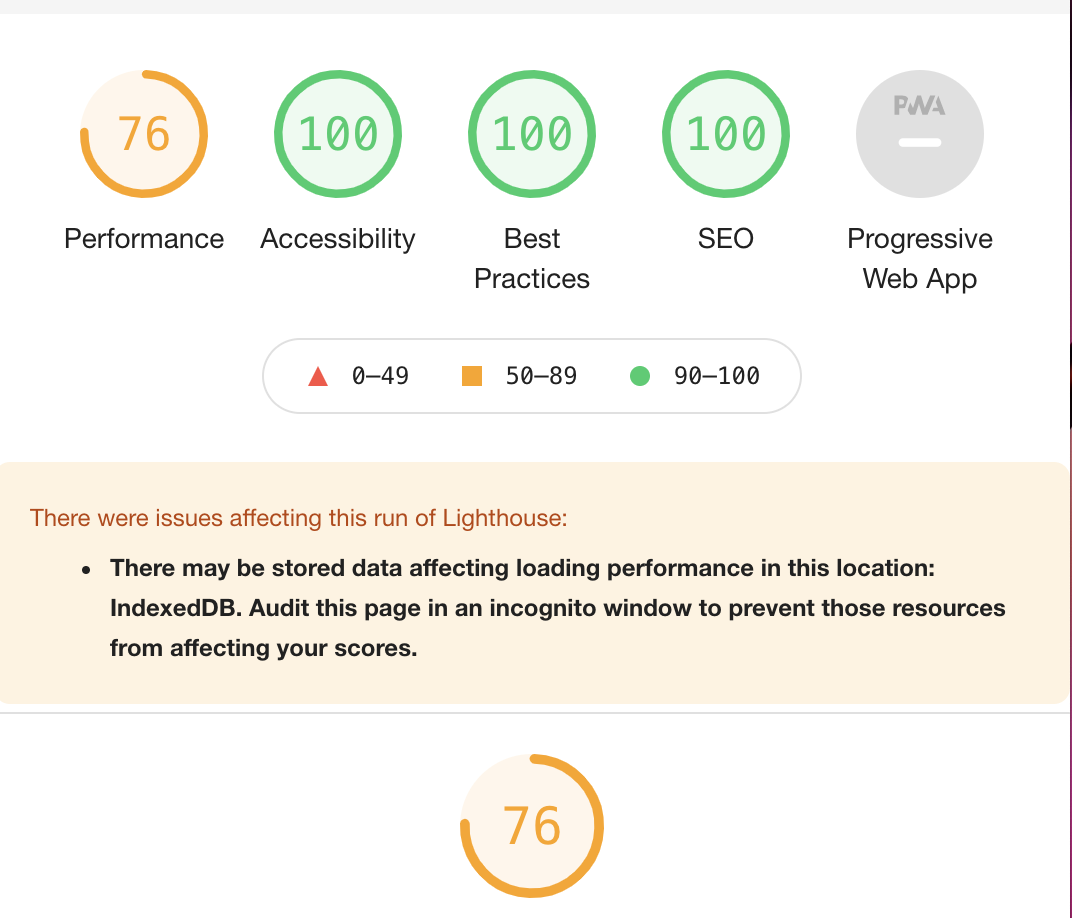 76 100 100 100 PWA
Performance Accessibility Best Practices SEO Progressive Web App
0–49 50–89 90–100
There were issues affecting this run of Lighthouse:
• There may be stored data affecting loading performance in this location:
IndexedDB. Audit this page in an incognito window to prevent those resources
from affecting your scores.
76